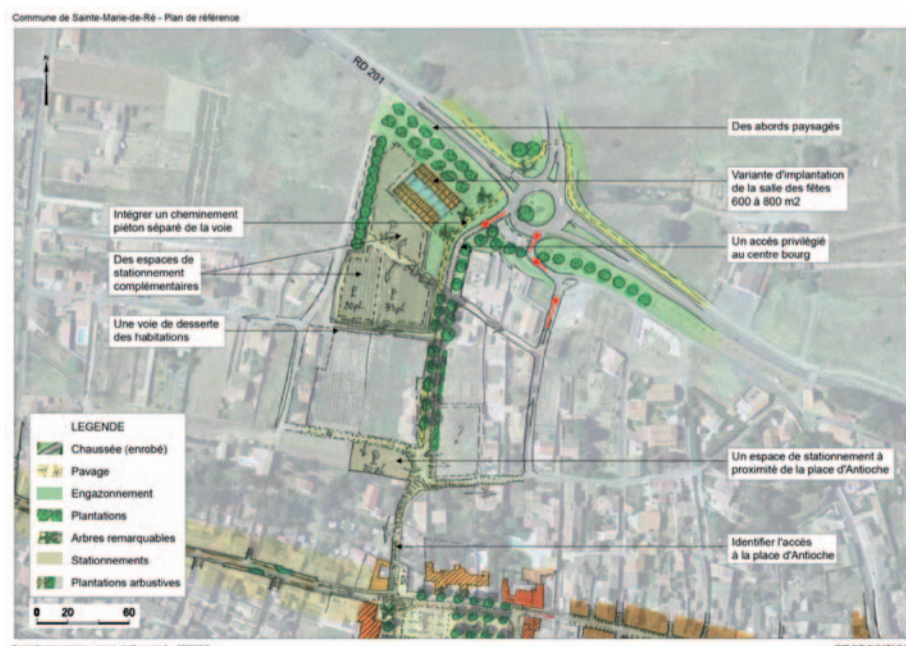 Commune de Sainte-Marie-de-Ré - Plan de référence
N
RD 201
Des abords paysagés
Variante d'implantation
de la salle des fêtes
600 à 800 m2
Intégrer un cheminement
piéton séparé de la voie
Un accès privilégié
au centre bourg
Des espaces de
stationnement
complémentaires
P
P
Une voie de desserte
des habitations
P
P
Un espace de stationnement à
proximité de la place d'Antioche
Identifier l'accès
à la place d'Antioche
LEGENDE
Chaussée (enrobé)
Pavage
Engazonnement
Plantations
Arbres remarquables
Stationnements
Plantations arbustives
0 20 60